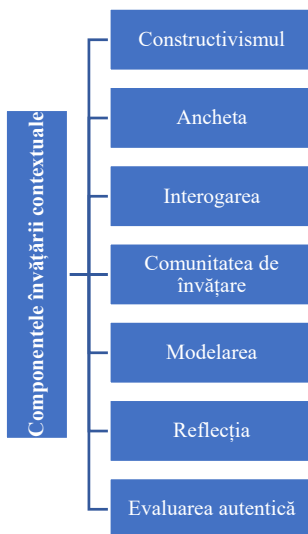 Componentele învățării contextuale
Constructivismul
Ancheta
Interogarea
Comunitatea de
învățare
Modelarea
Reflecția
Evaluarea autentică